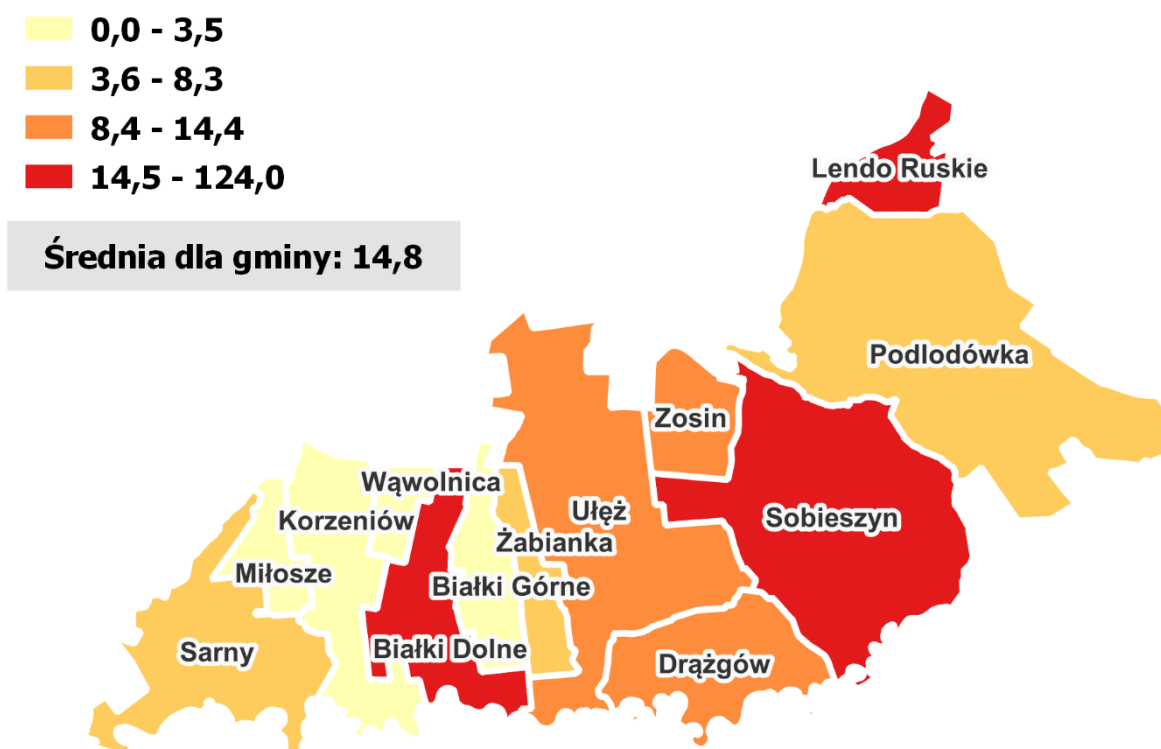 0,0 - 3,5
3,6 - 8,3
8,4 - 14,4
14,5 - 124,0
Średnia dla gminy: 14,8
Lendo Ruskie
Podlodówka
Zosin
Wąwolnica
Korzeniów
Ułęż
Sobieszyn
Żabianka
Miłosze
Białki Górne
Sarny
Białki Dolne
Drążgów